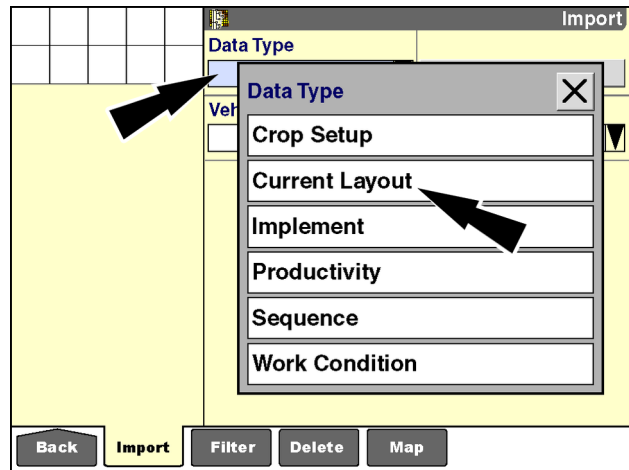 Import
Data Type
Data Type
Veh
Crop Setup
Current Layout
Implement
Productivity
Sequence
Work Condition
Back Import Filter Delete Map